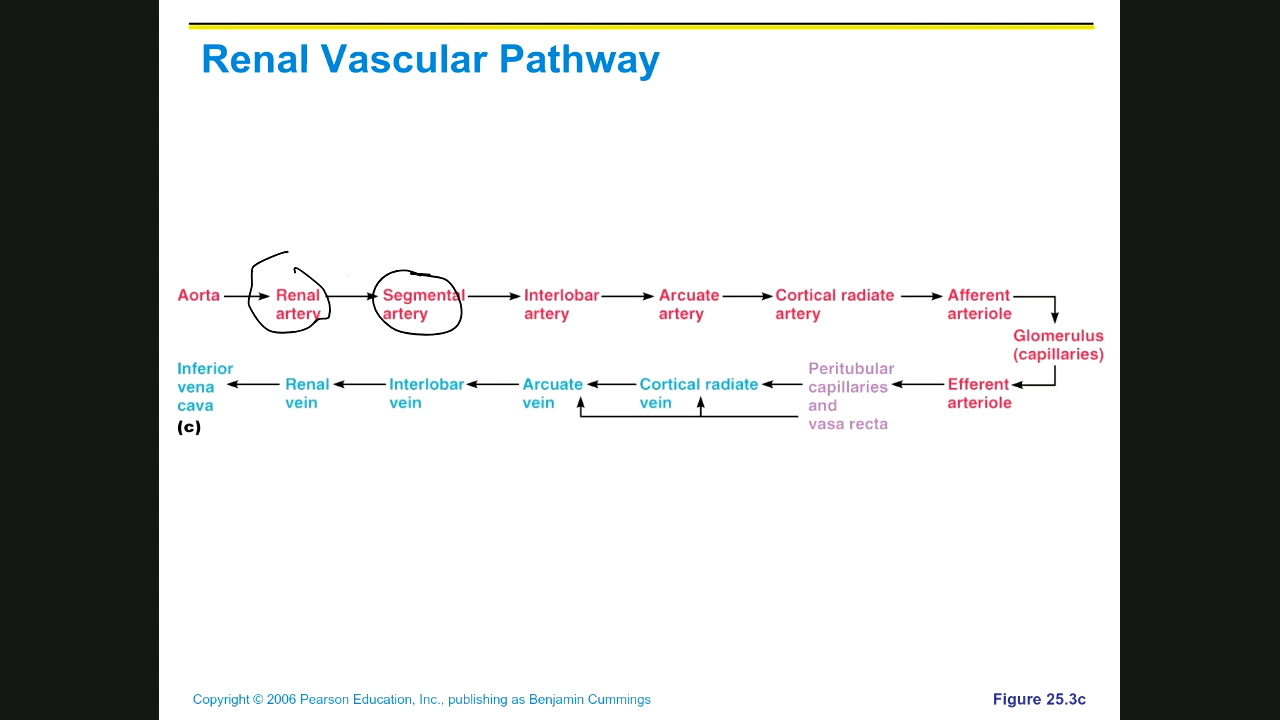 Renal Vascular Pathway
Aorta
Renal
artery
Segmental
artery
Interlobar
artery
Arcuate
artery
Cortical radiate
artery
Afferent
arteriole
Glomerulus
(capillaries)
Efferent
arteriole
Peritubular
capillaries
and
vasa recta
Cortical radiate
vein
Arcuate
vein
Interlobar
vein
Renal
vein
Inferior
vena
cava
(c)
Copyright © 2006 Pearson Education, Inc., publishing as Benjamin Cummings
Figure 25.3c